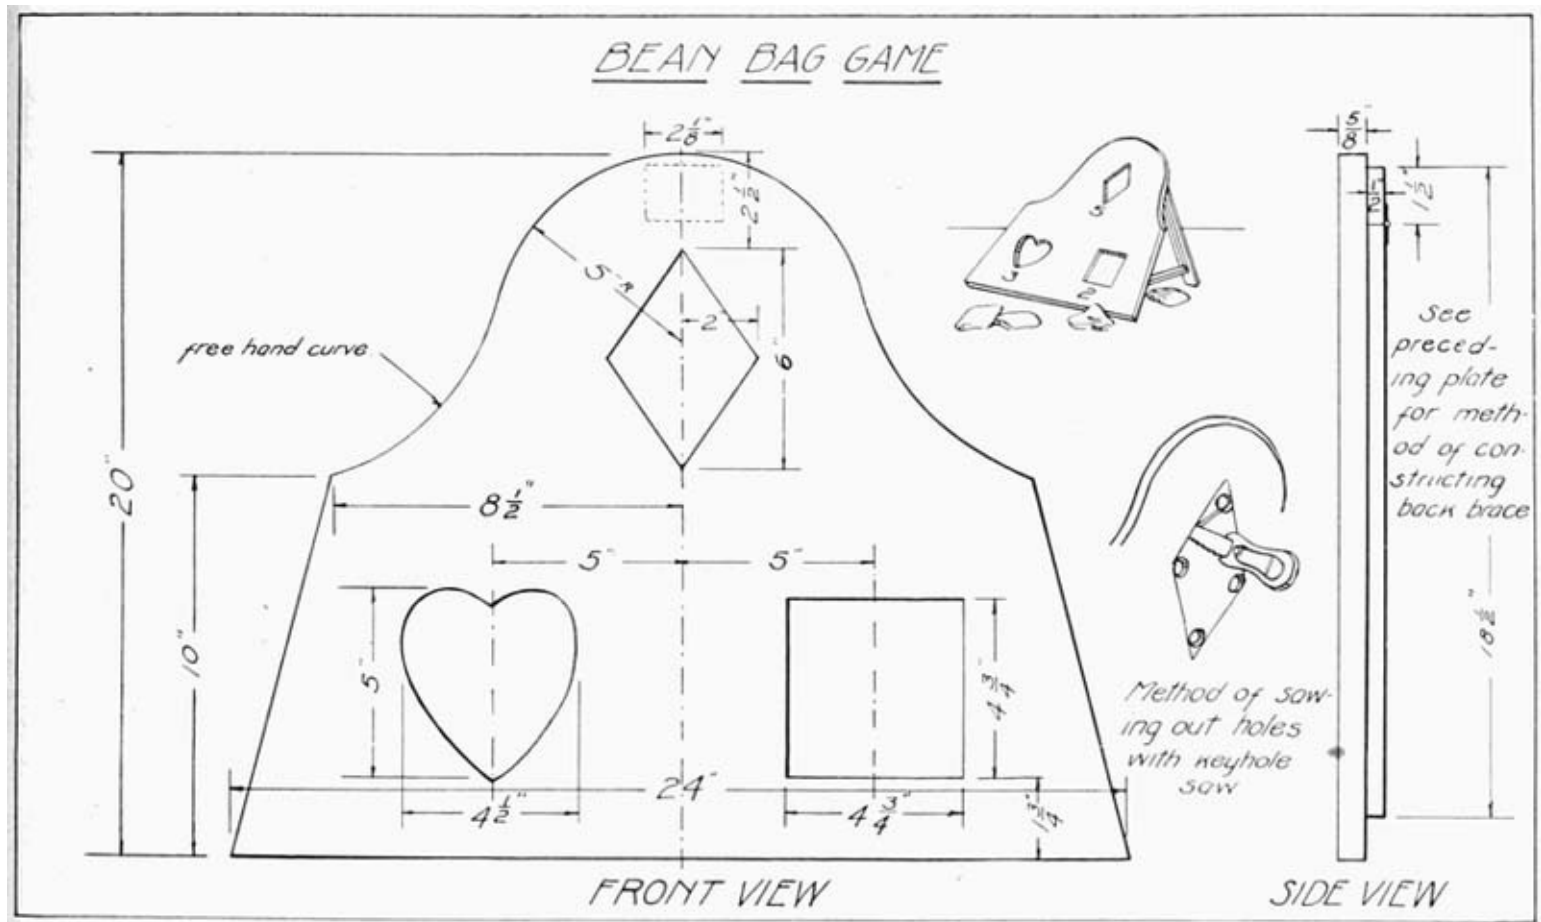 BEAN BAG GAME
2 1/8"
5/8"
2 1/2"
1 1/2"
1/2"
5" R
2"
6"
3
3
2
free hand curve
20"
10"
8 1/2"
5"
5"
5"
4 3/4"
24"
4 1/2"
4 3/4"
1 3/4"
See
preced-
ing plate
for meth-
od of con-
structing
back brace
18 1/2"
Method of saw-
ing out holes
with keyhole
saw
FRONT VIEW
SIDE VIEW